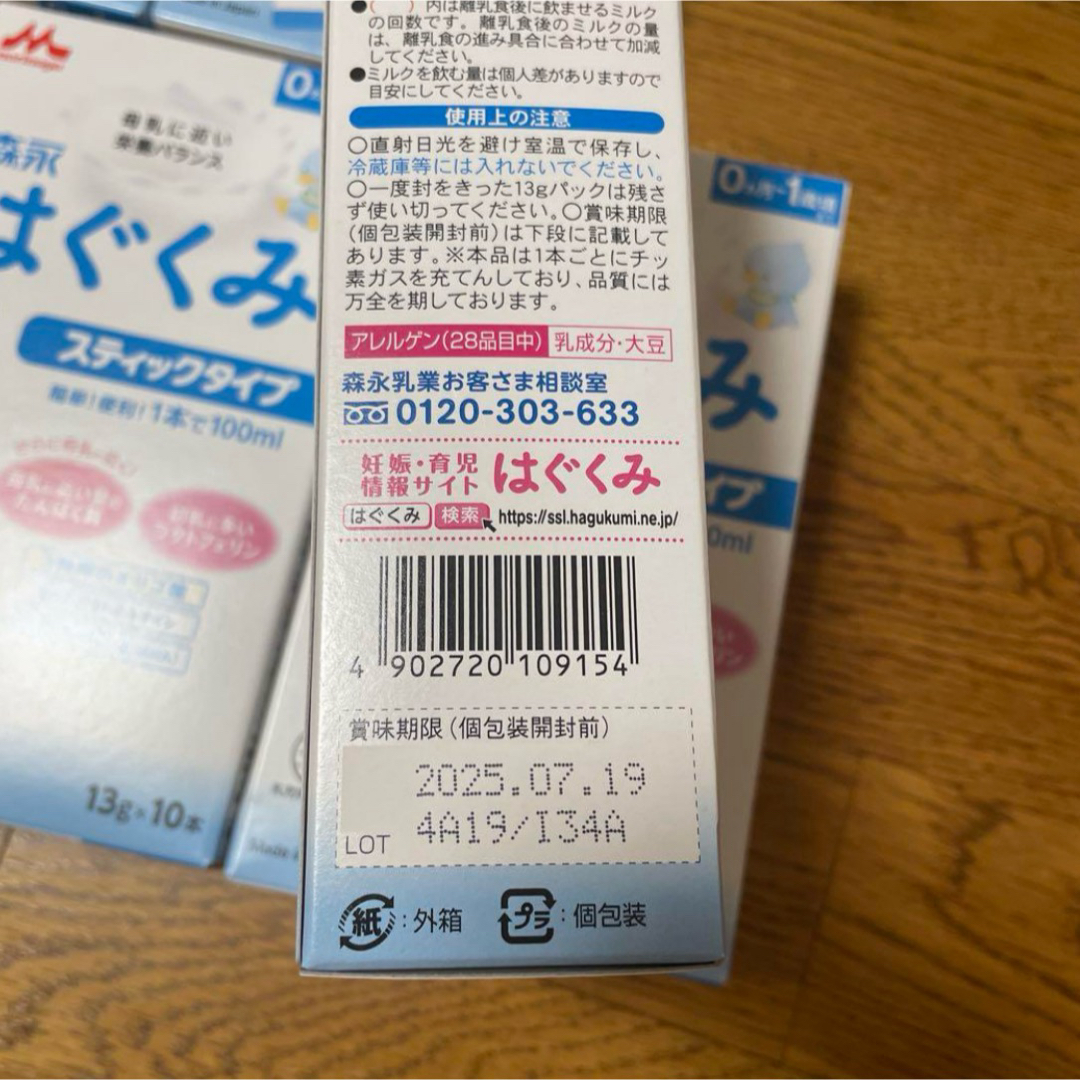 ●(　)内は離乳食後に飲ませるミルク
の回数です。離乳食後のミルクの量
は、離乳食の進み具合に合わせて加減
してください。
●ミルクを飲む量は個人差がありますので
目安にしてください。
使用上の注意
○直射日光を避け室温で保存し、
冷蔵庫等には入れないでください。
○一度封をきった13gパックは残さ
ず使い切ってください。○賞味期限
(個包装開封前)は下段に記載して
あります。※本品は1本ごとにチッ
素ガスを充てんしており、品質には
万全を期しております。
アレルゲン(28品目中) 乳成分・大豆
森永乳業お客さま相談室
0120-303-633
妊娠・育児
情報サイト はぐくみ
はぐくみ 検索 https://ssl.hagukumi.ne.jp/
4 902720 109154
賞味期限(個包装開封前)
2025.07.19
LOT 4A19/I34A
紙:外箱 プラ:個包装
母乳に近い
栄養バランス
森永
はぐくみ
スティックタイプ
簡単!便利!1本で100ml
13g×10本
0ヵ月~1歳頃
み
イプ
0ml